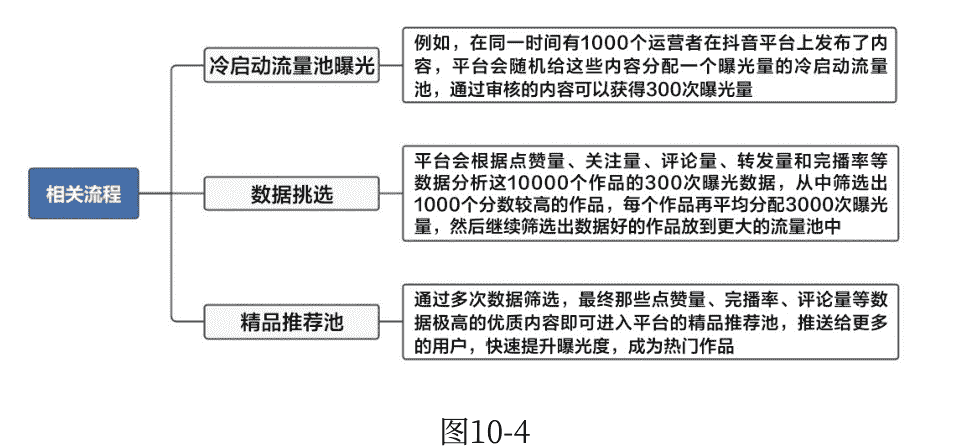 相关流程
冷启动流量池曝光
例如，在同一时间有1000个运营者在抖音平台上发布了内
容，平台会随机给这些内容分配一个曝光量的冷启动流量
池，通过审核的内容可以获得300次曝光量
数据挑选
平台会根据点赞量、关注量、评论量、转发量和完播率等
数据分析这10000个作品的300次曝光数据，从中筛选出
1000个分数较高的作品，每个作品再平均分配3000次曝光
量，然后继续筛选出数据好的作品放到更大的流量池中
精品推荐池
通过多次数据筛选，最终那些点赞量、完播率、评论量等数
据极高的优质内容即可进入平台的精品推荐池，推送给更多
的用户，快速提升曝光度，成为热门作品
图10-4